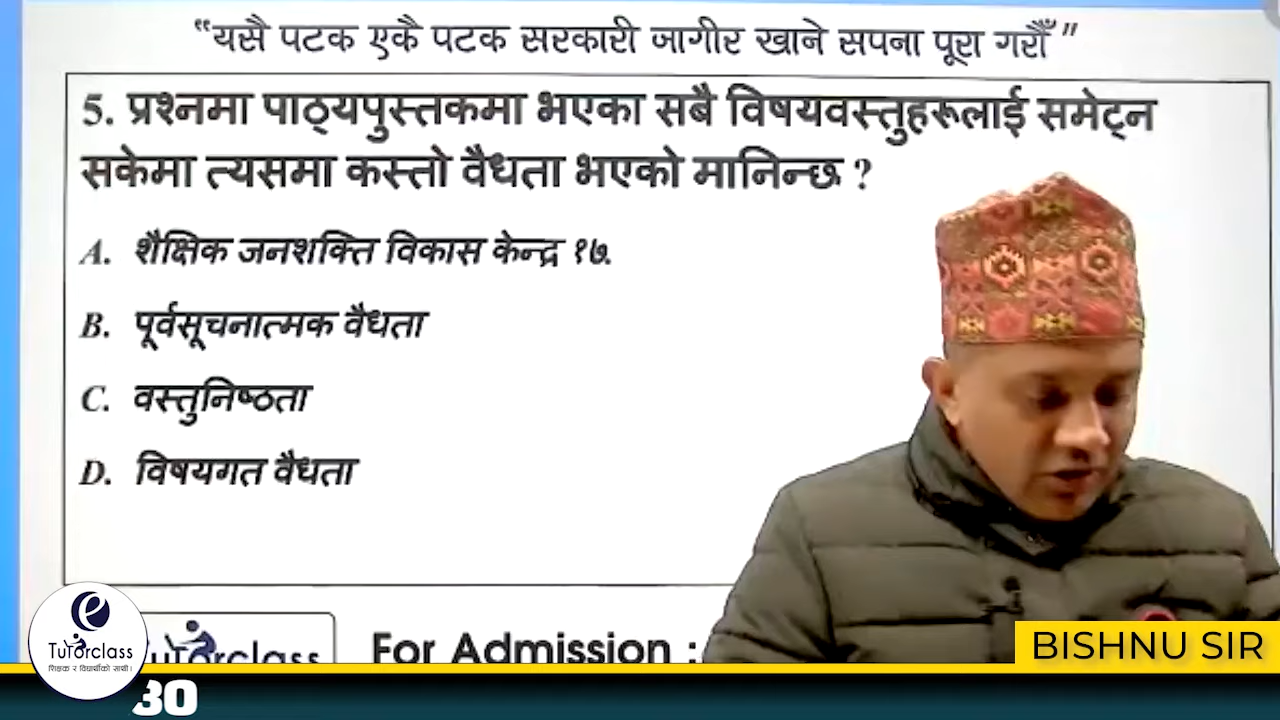 "यसै पटक एकै पटक सरकारी जागीर खाने सपना पूरा गरौँ"
5. प्रश्नमा पाठ्यपुस्तकमा भएका सबै विषयवस्तुहरूलाई समेट्न
सकेमा त्यसमा कस्तो वैधता भएको मानिन्छ ?
A. शैक्षिक जनशक्ति विकास केन्द्र १७.
B. पूर्वसूचनात्मक वैधता
C. वस्तुनिष्ठता
D. विषयगत वैधता
For Admission :
Tutorclass
शिक्षक र विद्यार्थीको साथी।
BISHNU SIR
30